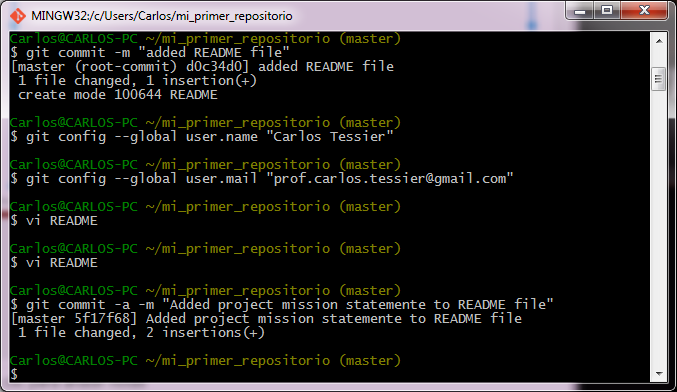 MINGW32:/c/Users/Carlos/mi_primer_repositorio
Carlos@CARLOS-PC ~/mi_primer_repositorio (master)
$ git commit -m "added README file"
[master (root-commit) d0c34d0] added README file
 1 file changed, 1 insertion(+)
 create mode 100644 README
Carlos@CARLOS-PC ~/mi_primer_repositorio (master)
$ git config --global user.name "Carlos Tessier"
Carlos@CARLOS-PC ~/mi_primer_repositorio (master)
$ git config --global user.mail "prof.carlos.tessier@gmail.com"
Carlos@CARLOS-PC ~/mi_primer_repositorio (master)
$ vi README
Carlos@CARLOS-PC ~/mi_primer_repositorio (master)
$ vi README
Carlos@CARLOS-PC ~/mi_primer_repositorio (master)
$ git commit -a -m "Added project mission statemente to README file"
[master 5f17f68] Added project mission statemente to README file
 1 file changed, 2 insertions(+)
Carlos@CARLOS-PC ~/mi_primer_repositorio (master)
$